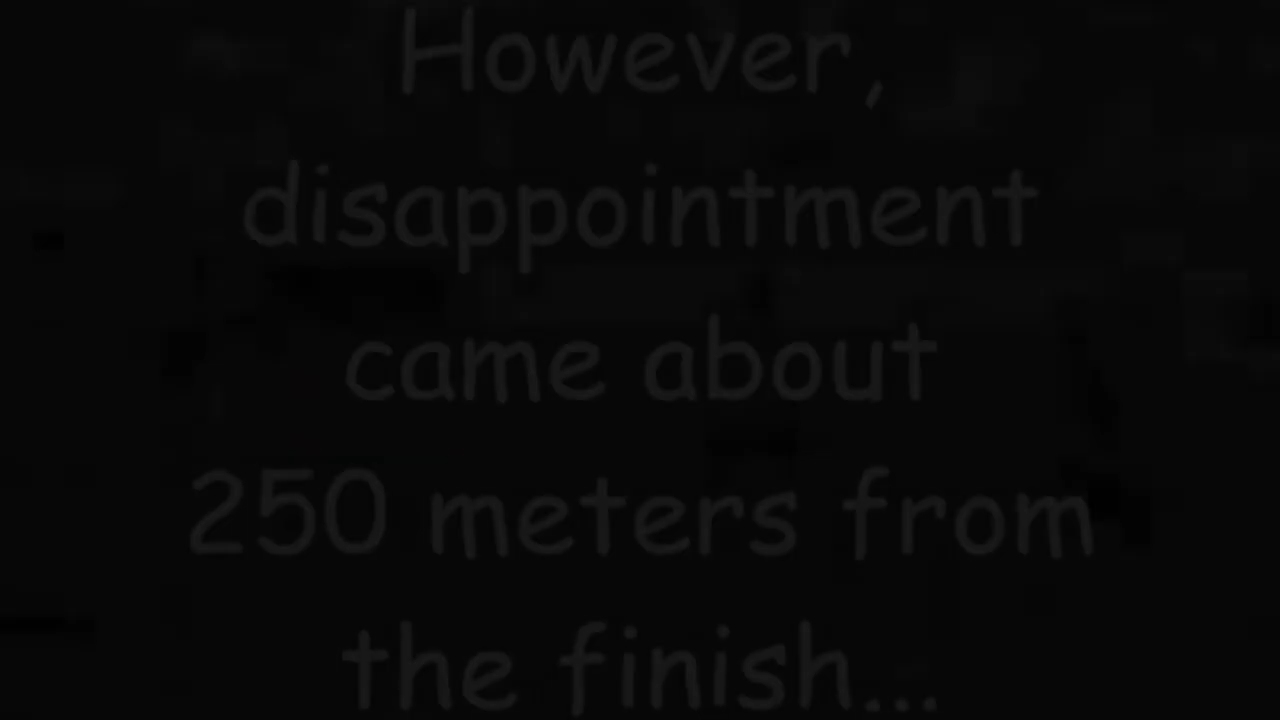 However,
disappointment
came about
250 meters from
the finish...